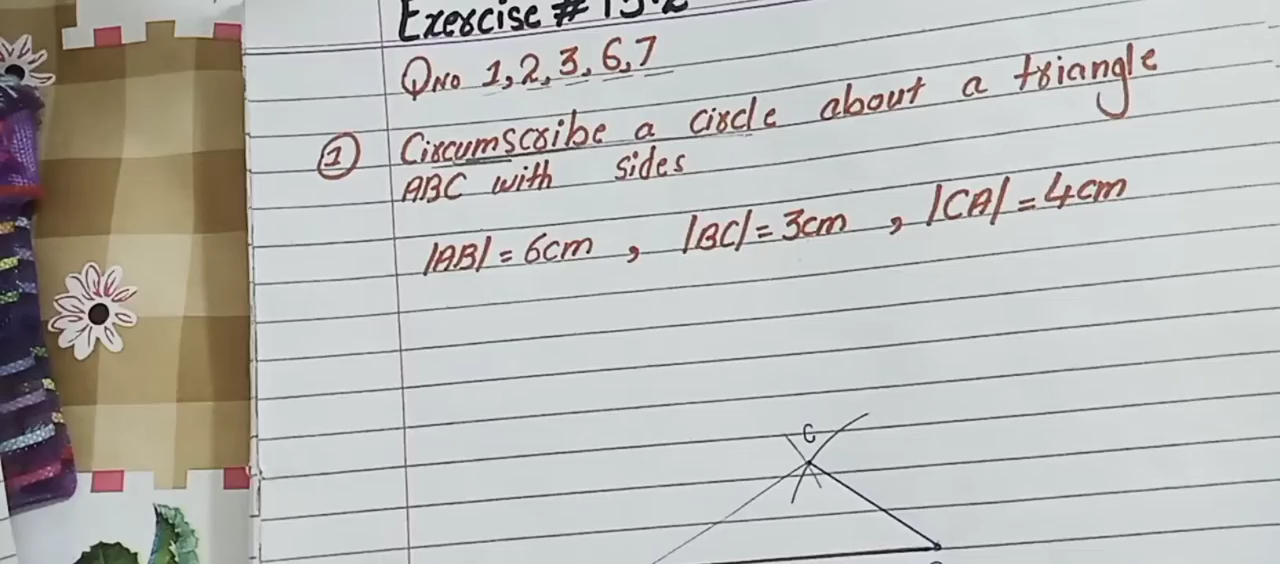 Exercise #
QNo 1,2,3,6,7
① Circumscribe a circle about a triangle
ABC with sides
|AB| = 6cm , |BC| = 3cm , |CA| = 4cm
C